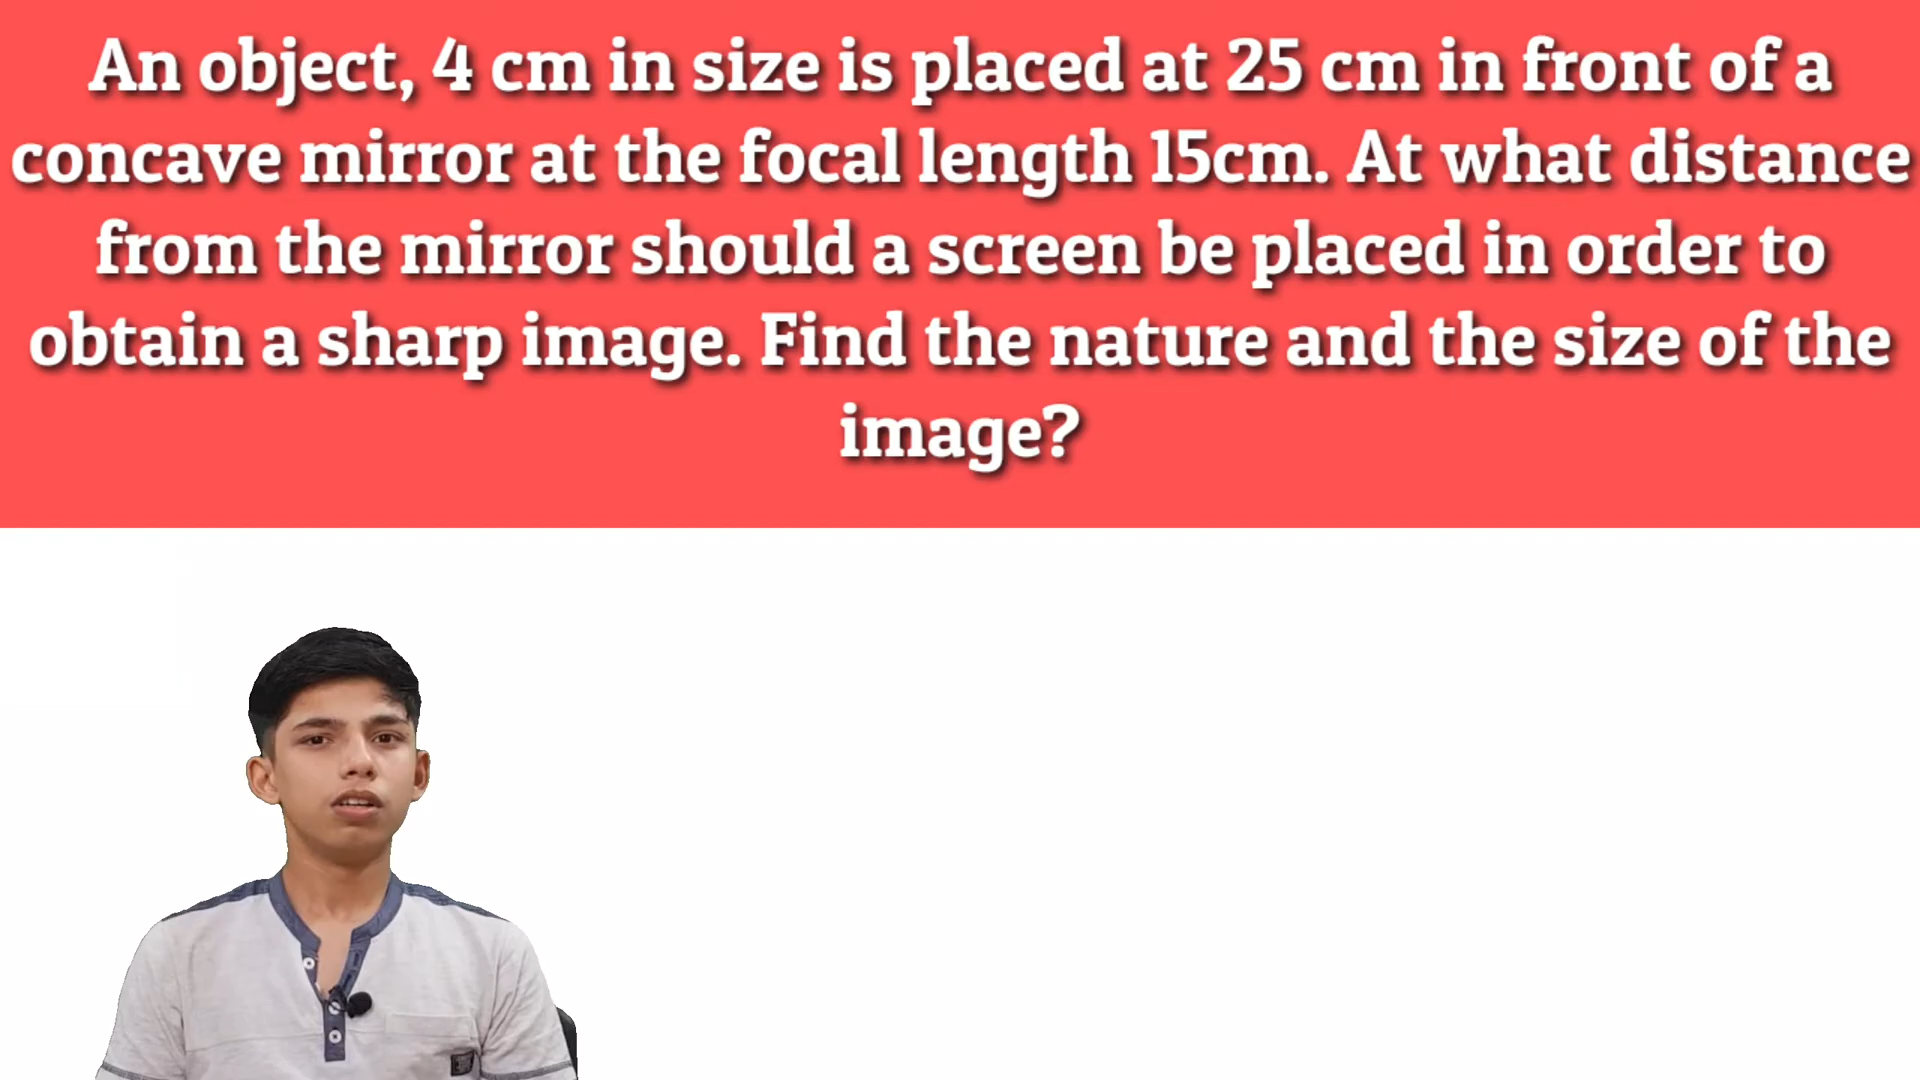 An object, 4 cm in size is placed at 25 cm in front of a
concave mirror at the focal length 15cm. At what distance
from the mirror should a screen be placed in order to
obtain a sharp image. Find the nature and the size of the
image?